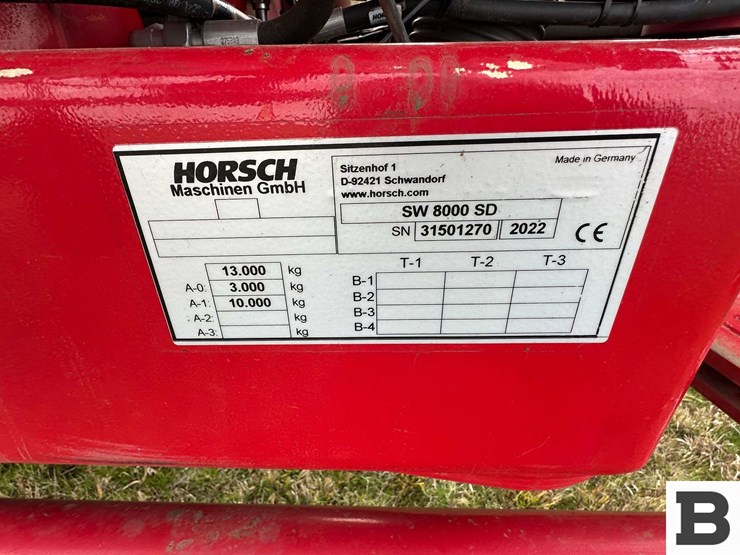 HORSCH
Maschinen GmbH
Sitzenhof 1
D-92421 Schwandorf
www.horsch.com
Made in Germany
SW 8000 SD
SN 31501270 2022
CE
13.000 kg
A-0: 3.000 kg
A-1: 10.000 kg
A-2: kg
A-3: kg
T-1 T-2 T-3
B-1
B-2
B-3
B-4
B